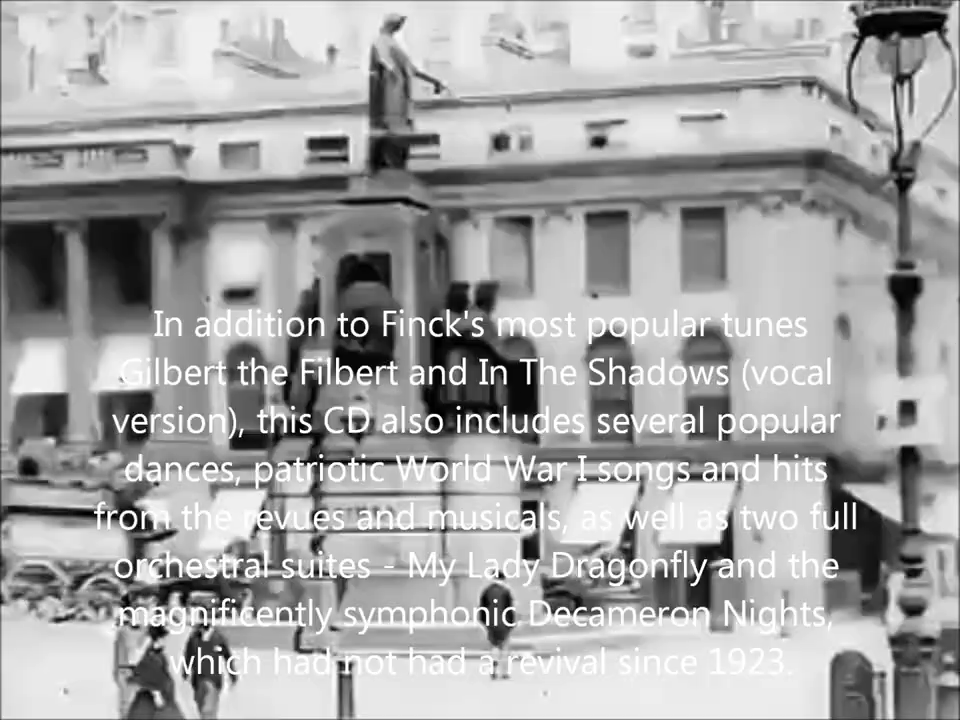 In addition to Finck's most popular tunes
Gilbert the Filbert and In The Shadows (vocal
version), this CD also includes several popular
dances, patriotic World War I songs and hits
from the revues and musicals, as well as two full
orchestral suites - My Lady Dragonfly and the
magnificently symphonic Decameron Nights,
which had not had a revival since 1923.